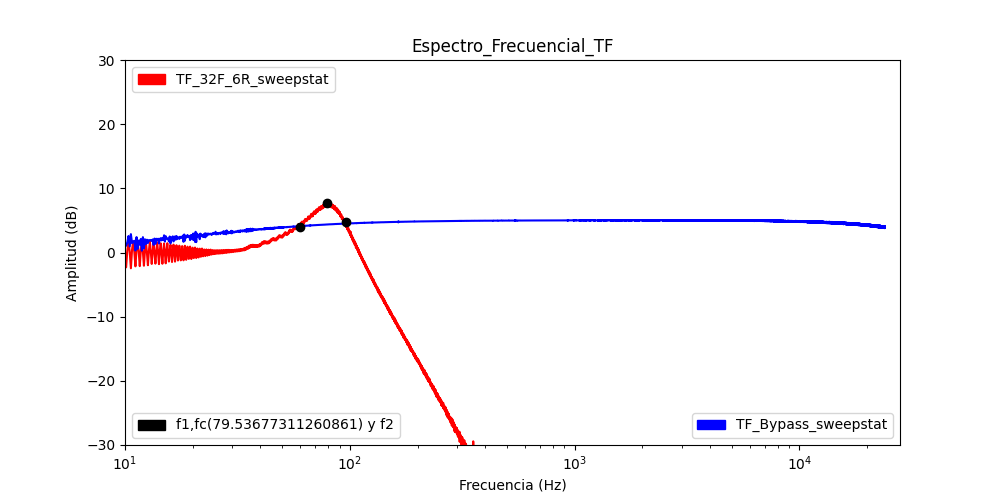 Espectro_Frecuencial_TF
TF_32F_6R_sweepstat
30
20
10
0
−10
−20
−30
Amplitud (dB)
f1,fc(79.53677311260861) y f2
TF_Bypass_sweepstat
10¹
10²
10³
10⁴
Frecuencia (Hz)